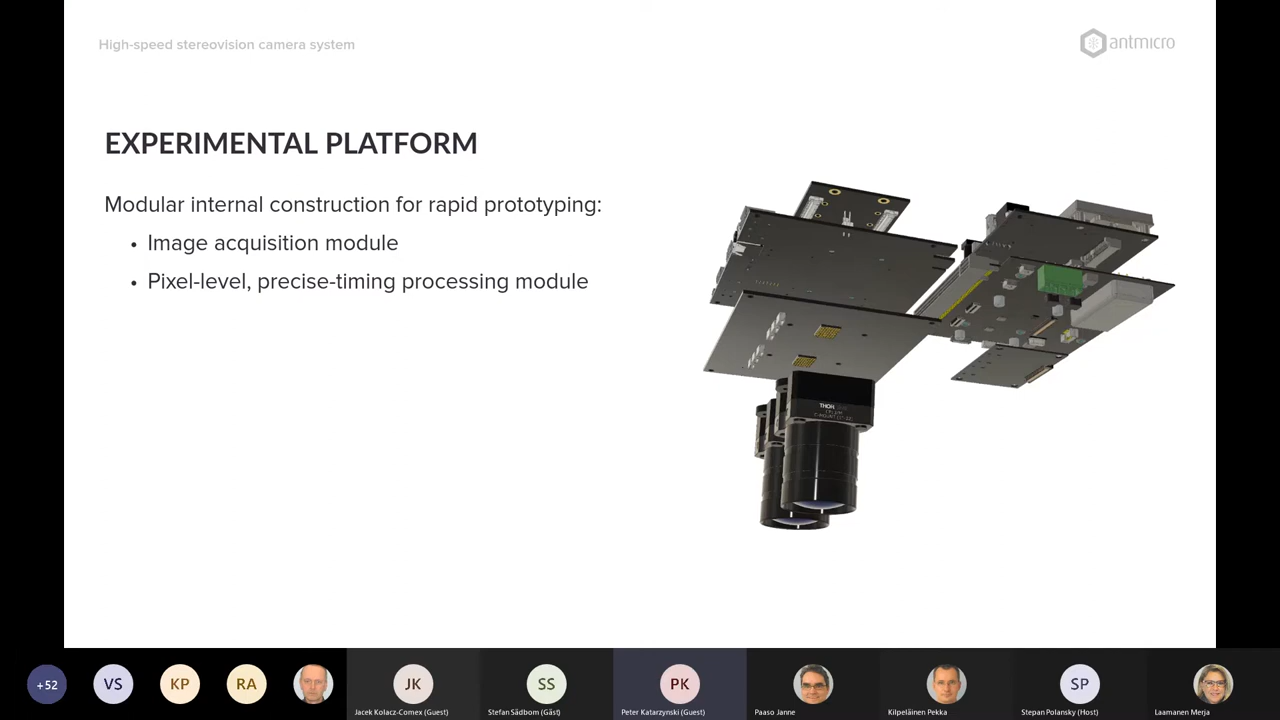 High-speed stereovision camera system
antmicro
EXPERIMENTAL PLATFORM
Modular internal construction for rapid prototyping:
• Image acquisition module
• Pixel-level, precise-timing processing module
THOR
+52
VS
KP
RA
JK
SS
PK
SP
Jacek Kolacz-Comex (Guest)
Stefan Sädbom (Gäst)
Peter Katarzynski (Guest)
Paaso Janne
Kilpeläinen Pekka
Stepan Polansky (Host)
Laamanen Merja